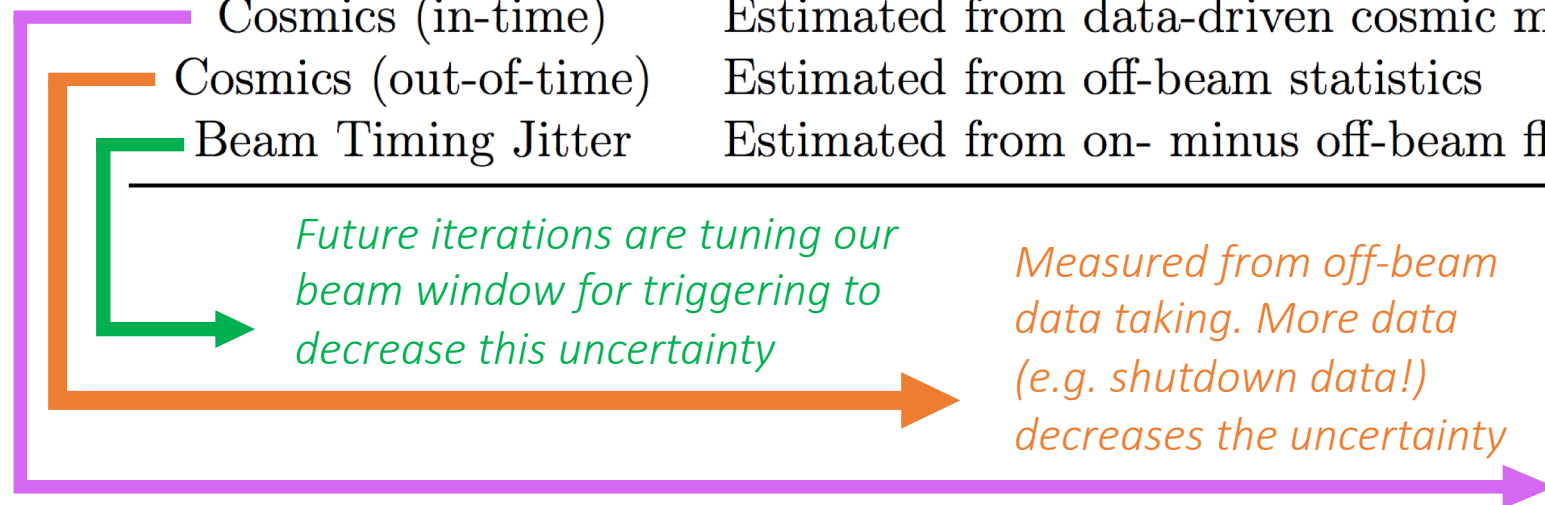 Cosmics (in-time) Estimated from data-driven cosmic
Cosmics (out-of-time) Estimated from off-beam statistics
Beam Timing Jitter Estimated from on- minus off-beam
Future iterations are tuning our
beam window for triggering to
decrease this uncertainty
Measured from off-beam
data taking. More data
(e.g. shutdown data!)
decreases the uncertainty